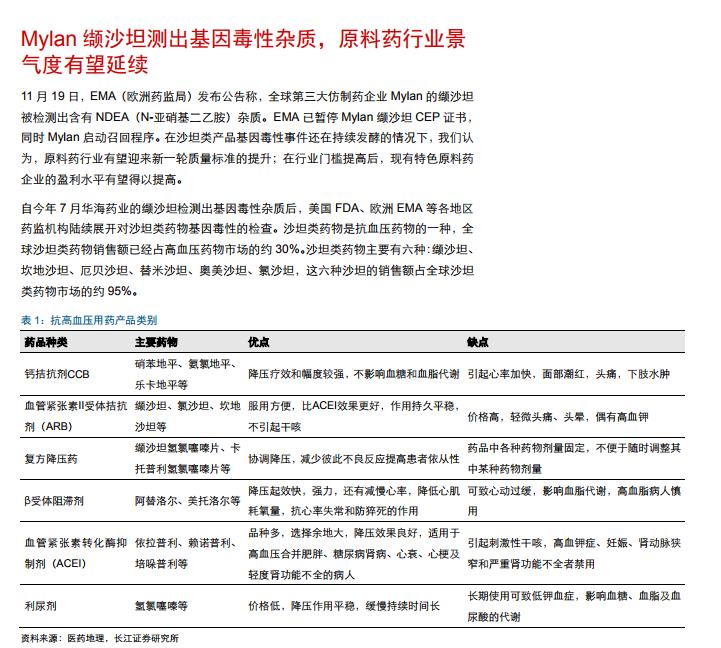 Mylan 缬沙坦测出基因毒性杂质，原料药行业景
气度有望延续
11 月 19 日，EMA（欧洲药监局）发布公告称，全球第三大仿制药企业 Mylan 的缬沙坦
被检测出含有 NDEA（N-亚硝基二乙胺）杂质。EMA 已暂停 Mylan 缬沙坦 CEP 证书，
同时 Mylan 启动召回程序。在沙坦类产品基因毒性事件还在持续发酵的情况下，我们认
为，原料药行业有望迎来新一轮质量标准的提升；在行业门槛提高后，现有特色原料药
企业的盈利水平有望得以提高。
自今年 7 月华海药业的缬沙坦检测出基因毒性杂质后，美国 FDA、欧洲 EMA 等各地区
药监机构陆续展开对沙坦类药物基因毒性的检查。沙坦类药物是抗高血压药物的一种，全
球沙坦类药物销售额已经占高血压药物市场的约 30%。沙坦类药物主要有六种：缬沙坦、
坎地沙坦、厄贝沙坦、替米沙坦、奥美沙坦、氯沙坦，这六种沙坦的销售额占全球沙坦
类药物市场的约 95%。
表 1：抗高血压用药产品类别
药品种类 主要药物 优点 缺点
钙拮抗剂CCB
硝苯地平、氨氯地平、
乐卡地平等
降压疗效和幅度较强，不影响血糖和血脂代谢
引起心率加快，面部潮红，头痛，下肢水肿
血管紧张素II受体拮抗
剂（ARB）
缬沙坦、氯沙坦、坎地
沙坦等
服用方便，比ACEI效果更好，作用持久平稳，
不引起干咳
价格高，轻微头痛、头晕，偶有高血钾
复方降压药
缬沙坦氢氯噻嗪片、卡
托普利氢氯噻嗪片等
协调降压，减少彼此不良反应提高患者依从性
药品中各种药物剂量固定，不便于随时调整其
中某种药物剂量
β受体阻滞剂
阿替洛尔、美托洛尔等
降压起效快，强力，还有减慢心率，降低心肌
耗氧量，抗心率失常和防猝死的作用
可致心动过缓，影响血脂代谢，高血脂病人慎
用
血管紧张素转化酶抑
制剂（ACEI）
依拉普利、赖诺普利、
培哚普利等
品种多，选择余地大，降压效果良好，适用于
高血压合并肥胖、糖尿病肾病、心衰、心梗及
轻度肾功能不全的病人
引起刺激性干咳，高血钾症、妊娠、肾动脉狭
窄和严重肾功能不全者禁用
利尿剂
氢氯噻嗪等
价格低，降压作用平稳，缓慢持续时间长
长期使用可致低钾血症，影响血糖、血脂及血
尿酸的代谢
资料来源：医药地理，长江证券研究所